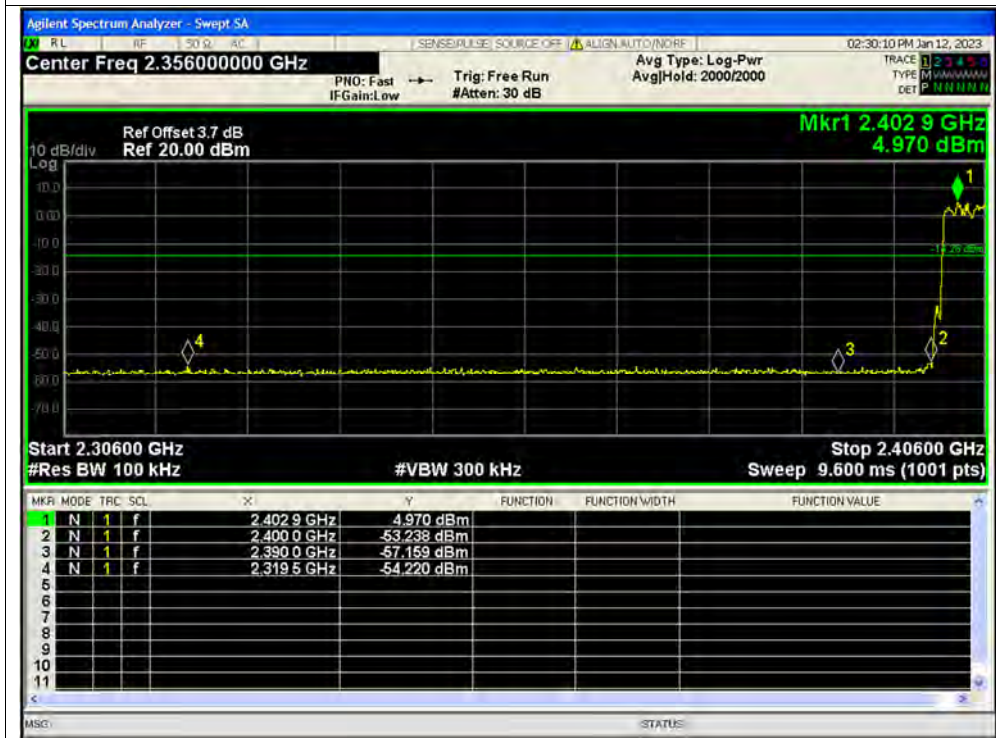 Agilent Spectrum Analyzer - Swept SA
RL RF 50 Ω AC SENSE:PULSE SOURCE OFF ALIGN AUTO/NORF 02:30:10 PM Jan 12, 2023
Center Freq 2.356000000 GHz
PNO: Fast
IFGain:Low
Trig: Free Run
#Atten: 30 dB
Avg Type: Log-Pwr
Avg|Hold: 2000/2000
TRACE 1 2 3 4 5 6
TYPE M
DET P N N N N N
Mkr1 2.402 9 GHz
4.970 dBm
Ref Offset 3.7 dB
10 dB/div Ref 20.00 dBm
Log
10.0
0.00
-10.0
-20.0
-30.0
-40.0
-50.0
-60.0
-70.0
1
2
3
4
Start 2.30600 GHz Stop 2.40600 GHz
#Res BW 100 kHz #VBW 300 kHz Sweep 9.600 ms (1001 pts)
MKR MODE TRC SCL X Y FUNCTION FUNCTION WIDTH FUNCTION VALUE
1 N 1 f 2.402 9 GHz 4.970 dBm
2 N 1 f 2.400 0 GHz -53.238 dBm
3 N 1 f 2.390 0 GHz -57.159 dBm
4 N 1 f 2.319 5 GHz -54.220 dBm
5
6
7
8
9
10
11
MSG STATUS